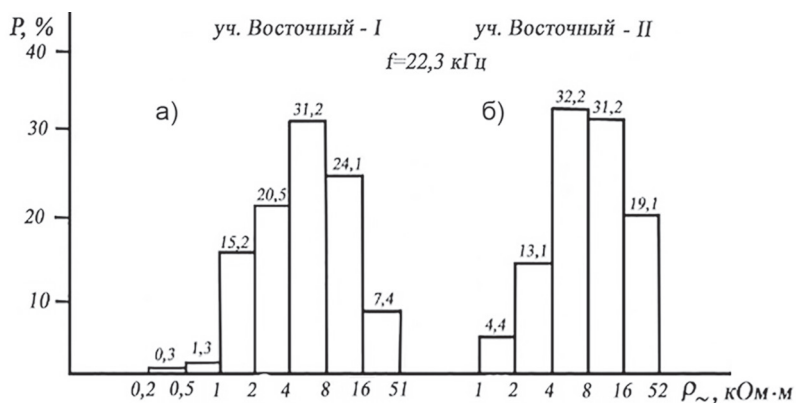 P, %
уч. Восточный - I
уч. Восточный - II
f=22,3 кГц
40
30
20
10
а)
0,3
1,3
15,2
20,5
31,2
24,1
7,4
б)
4,4
13,1
32,2
31,2
19,1
0,2 0,5 1 2 4 8 16 51
1 2 4 8 16 52 ρ~, кОм·м